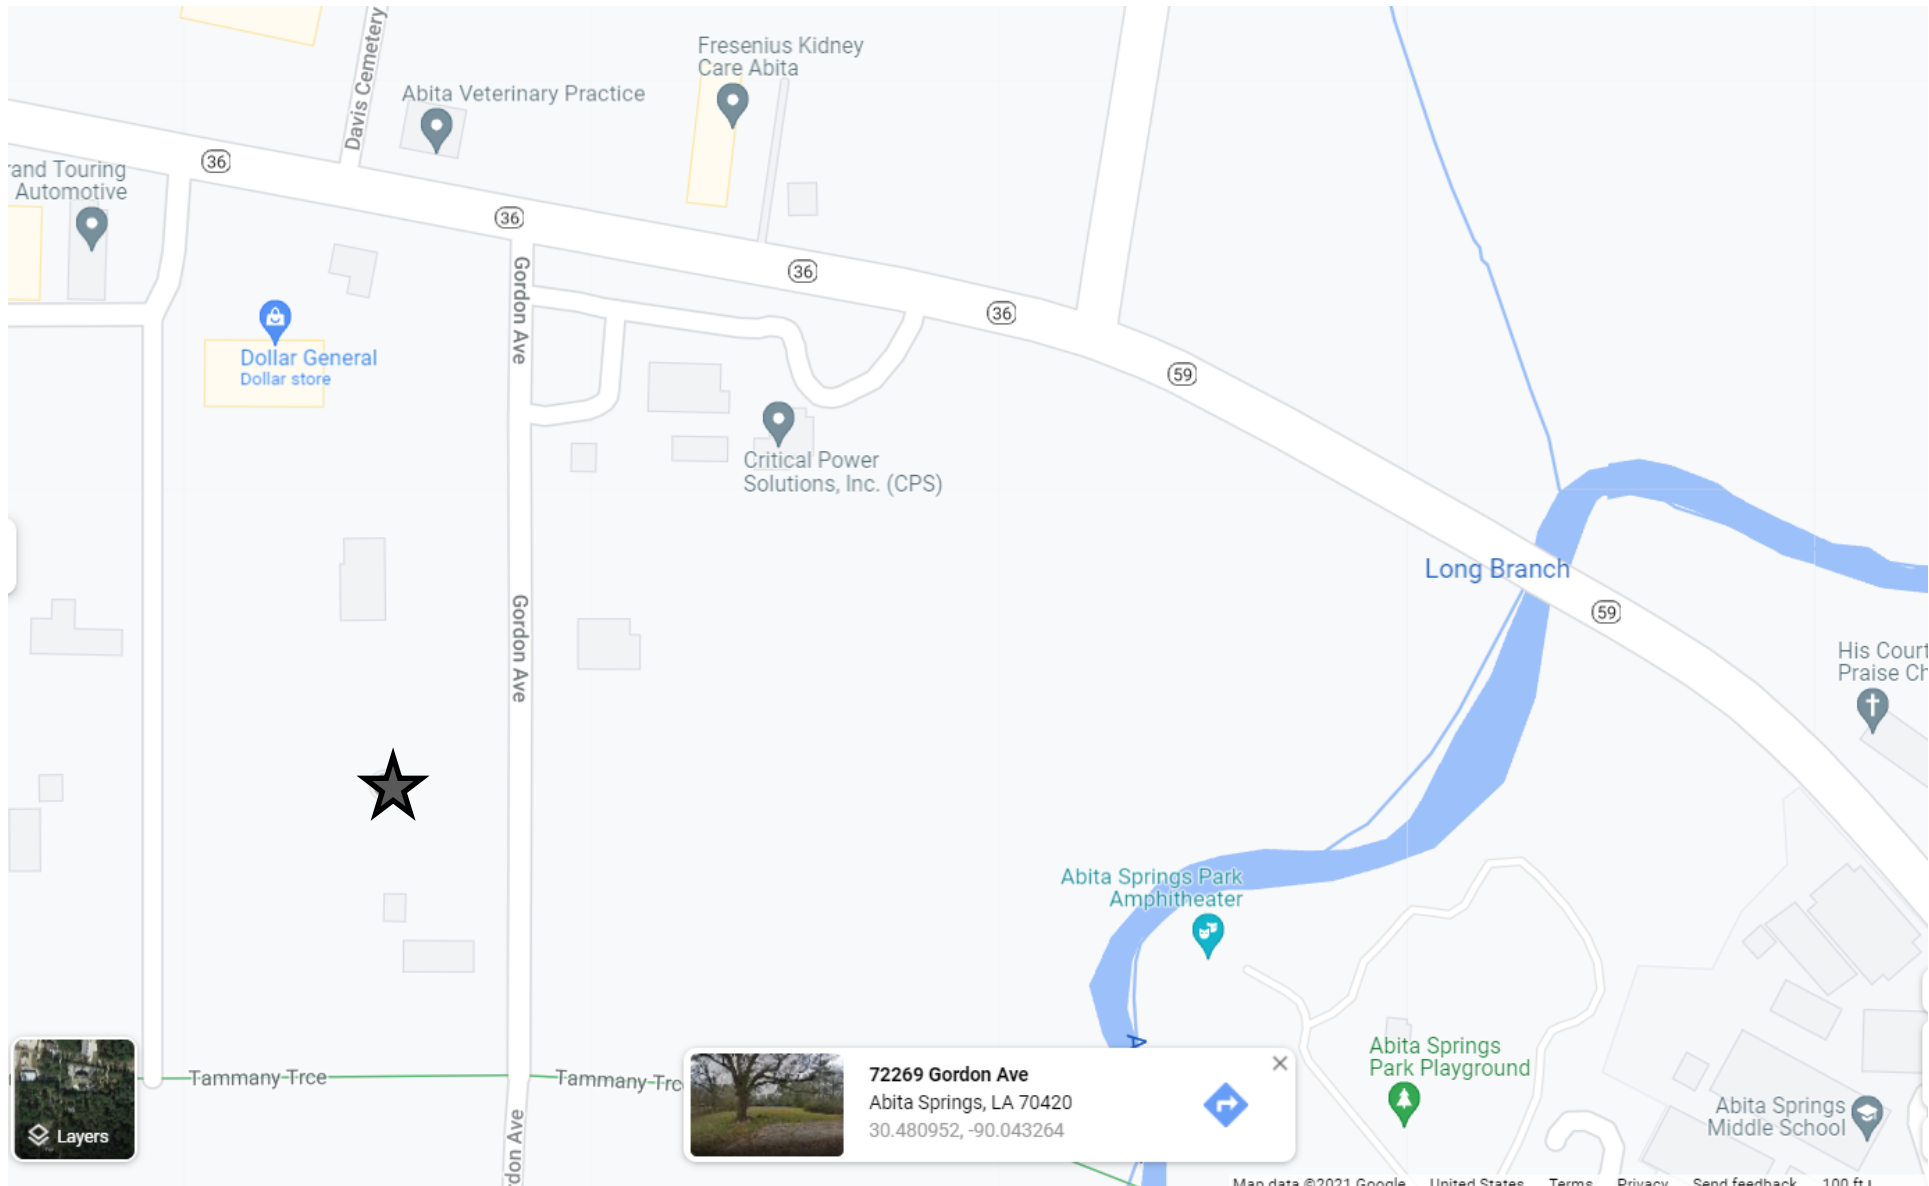 Davis Cemetery
Fresenius Kidney
Care Abita
Abita Veterinary Practice
36
rand Touring
Automotive
36
36
36
Gordon Ave
Dollar General
Dollar store
59
Critical Power
Solutions, Inc. (CPS)
Long Branch
59
Gordon Ave
His Court
Praise Ch
Abita Springs Park
Amphitheater
A
Abita Springs
Park Playground
Tammany Trce
Tammany Trc
72269 Gordon Ave
Abita Springs, LA 70420
30.480952, -90.043264
Abita Springs
Middle School
Layers
rdon Ave
Map data ©2021 Google United States Terms Privacy Send feedback 100 ft